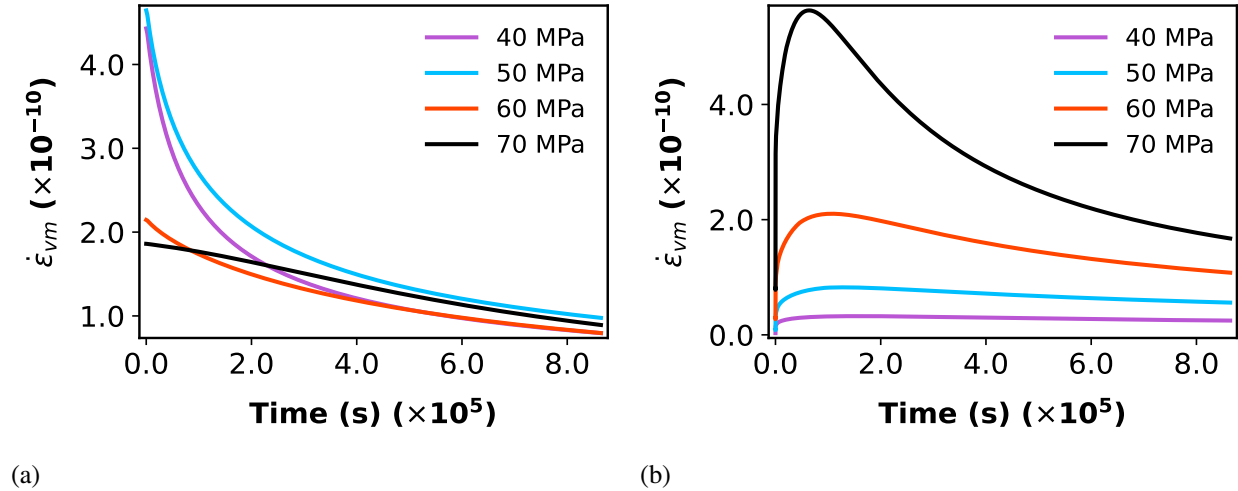 40 MPa
50 MPa
60 MPa
70 MPa
4.0
3.0
2.0
1.0
ε̇vm (×10⁻¹⁰)
0.0 2.0 4.0 6.0 8.0
Time (s) (×10⁵)
(a)
40 MPa
50 MPa
60 MPa
70 MPa
4.0
2.0
0.0
ε̇vm (×10⁻¹⁰)
0.0 2.0 4.0 6.0 8.0
Time (s) (×10⁵)
(b)